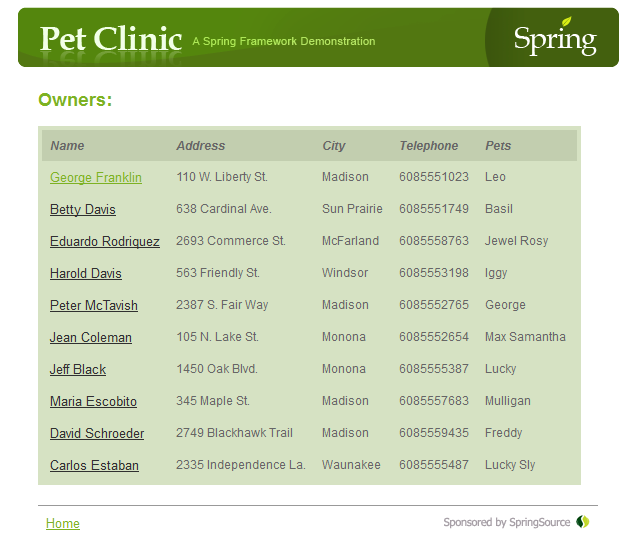 Pet Clinic A Spring Framework Demonstration Spring
Owners:
Name Address City Telephone Pets
George Franklin 110 W. Liberty St. Madison 6085551023 Leo
Betty Davis 638 Cardinal Ave. Sun Prairie 6085551749 Basil
Eduardo Rodriquez 2693 Commerce St. McFarland 6085558763 Jewel Rosy
Harold Davis 563 Friendly St. Windsor 6085553198 Iggy
Peter McTavish 2387 S. Fair Way Madison 6085552765 George
Jean Coleman 105 N. Lake St. Monona 6085552654 Max Samantha
Jeff Black 1450 Oak Blvd. Monona 6085555387 Lucky
Maria Escobito 345 Maple St. Madison 6085557683 Mulligan
David Schroeder 2749 Blackhawk Trail Madison 6085559435 Freddy
Carlos Estaban 2335 Independence La. Waunakee 6085555487 Lucky Sly
Home Sponsored by SpringSource